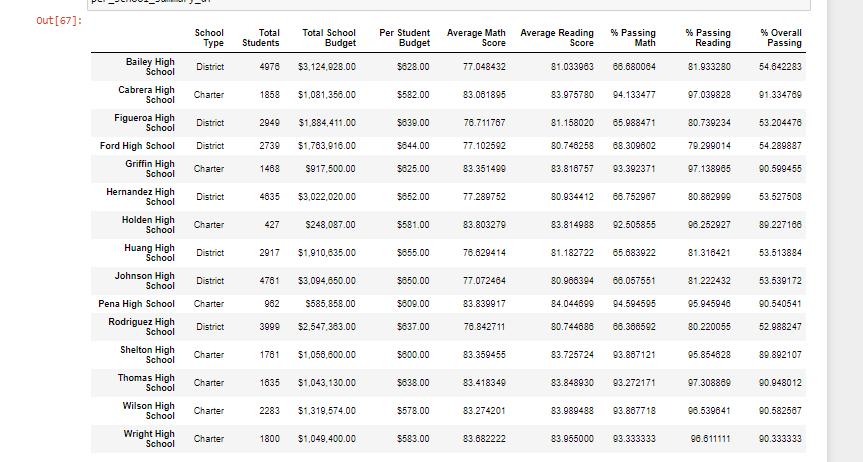 Out[67]:
School Type Total Students Total School Budget Per Student Budget Average Math Score Average Reading Score % Passing Math % Passing Reading % Overall Passing
Bailey High School District 4976 $3,124,928.00 $628.00 77.048432 81.033963 66.680064 81.933280 54.642283
Cabrera High School Charter 1858 $1,081,356.00 $582.00 83.061895 83.975780 94.133477 97.039828 91.334769
Figueroa High School District 2949 $1,884,411.00 $639.00 76.711767 81.158020 65.988471 80.739234 53.204476
Ford High School District 2739 $1,763,916.00 $644.00 77.102592 80.746258 68.309602 79.299014 54.289887
Griffin High School Charter 1468 $917,500.00 $625.00 83.351499 83.816757 93.392371 97.138965 90.599455
Hernandez High School District 4635 $3,022,020.00 $652.00 77.289752 80.934412 66.752967 80.862999 53.527508
Holden High School Charter 427 $248,087.00 $581.00 83.803279 83.814988 92.505855 96.252927 89.227166
Huang High School District 2917 $1,910,635.00 $655.00 76.629414 81.182722 65.683922 81.316421 53.513884
Johnson High School District 4761 $3,094,650.00 $650.00 77.072464 80.966394 66.057551 81.222432 53.539172
Pena High School Charter 962 $585,858.00 $609.00 83.839917 84.044699 94.594595 95.945946 90.540541
Rodriguez High School District 3999 $2,547,363.00 $637.00 76.842711 80.744686 66.366592 80.220055 52.988247
Shelton High School Charter 1761 $1,056,600.00 $600.00 83.359455 83.725724 93.867121 95.854628 89.892107
Thomas High School Charter 1635 $1,043,130.00 $638.00 83.418349 83.848930 93.272171 97.308869 90.948012
Wilson High School Charter 2283 $1,319,574.00 $578.00 83.274201 83.989488 93.867718 96.539641 90.582567
Wright High School Charter 1800 $1,049,400.00 $583.00 83.682222 83.955000 93.333333 96.611111 90.333333